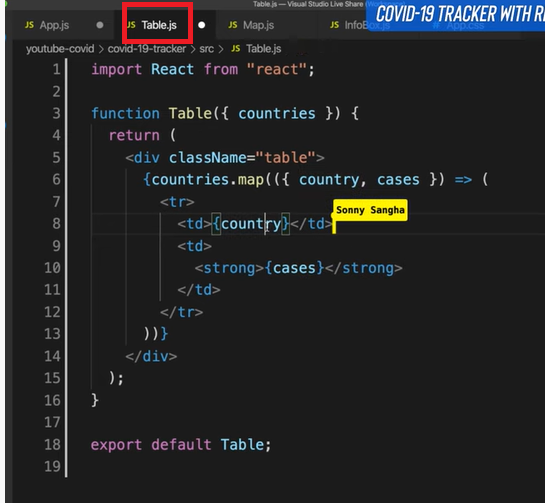 Table.js — Visual Studio Live Share
COVID-19 TRACKER WITH
JS App.js JS Table.js JS Map.js JS InfoBox.js # App.css
youtube-covid > covid-19-tracker > src > JS Table.js
1 import React from "react";
2
3 function Table({ countries }) {
4 return (
5 <div className="table">
6 {countries.map(({ country, cases }) => (
7 <tr>
Sonny Sangha
8 <td>{country}</td>
9 <td>
10 <strong>{cases}</strong>
11 </td>
12 </tr>
13 ))}
14 </div>
15 );
16 }
17
18 export default Table;
19